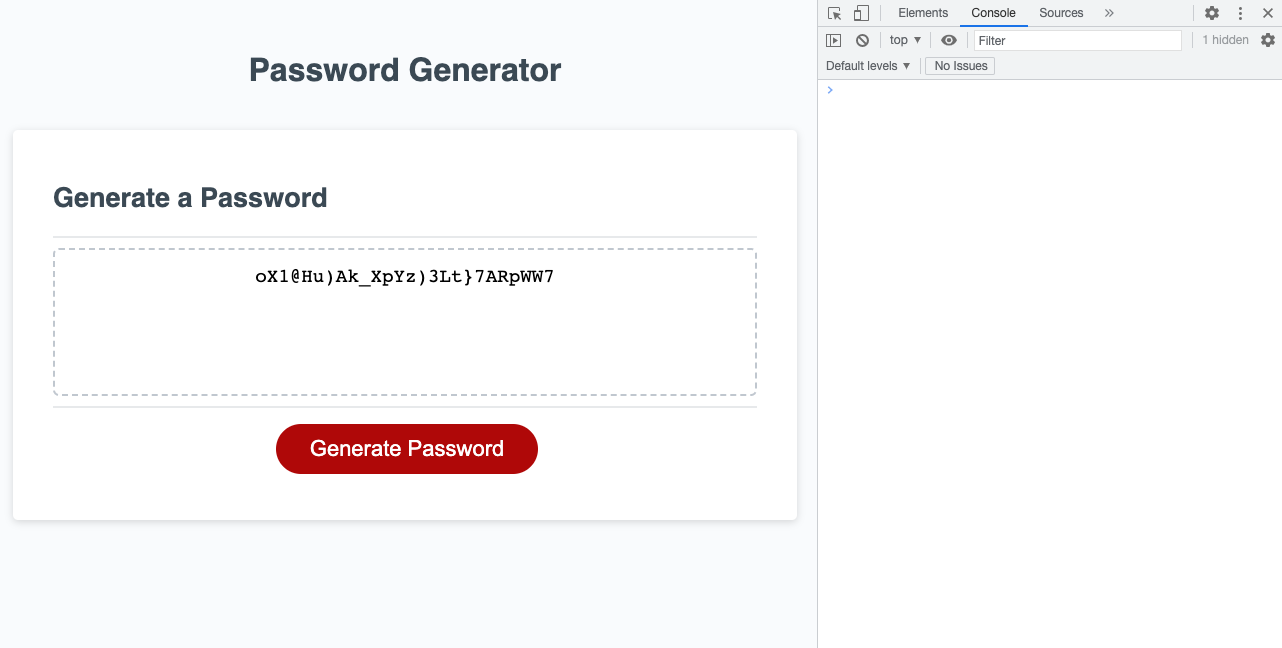 Password Generator
Generate a Password
oX1@Hu)Ak_XpYz)3Lt}7ARpWW7
Generate Password
Elements Console Sources »
top ▼ Filter 1 hidden
Default levels ▼ No Issues